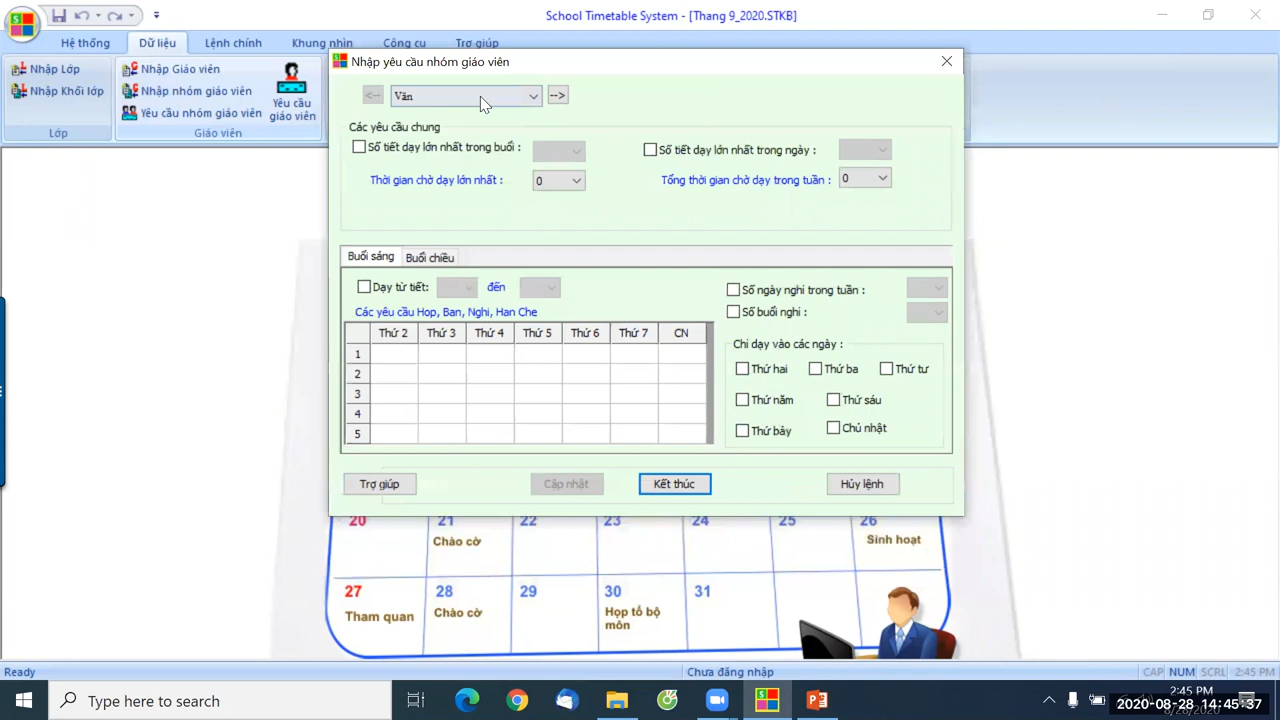 School Timetable System - [Thang 9_2020.STKB]
Hệ thống Dữ liệu Lệnh chính Khung nhìn Công cụ Trợ giúp
Nhập Lớp
Nhập Khối lớp
Lớp
Nhập Giáo viên
Nhập nhóm giáo viên
Yêu cầu nhóm giáo viên
Yêu cầu
giáo viên
Giáo viên
Nhập yêu cầu nhóm giáo viên
<-- Văn -->
Các yêu cầu chung
Số tiết dạy lớn nhất trong buổi :
Số tiết dạy lớn nhất trong ngày :
Thời gian chờ dạy lớn nhất : 0
Tổng thời gian chờ dạy trong tuần : 0
Buổi sáng Buổi chiều
Dạy từ tiết: đến
Các yêu cầu Hop, Ban, Nghi, Han Che
Thứ 2 Thứ 3 Thứ 4 Thứ 5 Thứ 6 Thứ 7 CN
1
2
3
4
5
Số ngày nghỉ trong tuần :
Số buổi nghỉ :
Chỉ dạy vào các ngày :
Thứ hai Thứ ba Thứ tư
Thứ năm Thứ sáu
Thứ bảy Chủ nhật
Trợ giúp Cập nhật Kết thúc Hủy lệnh
20 21 22 23 24 25 26
Chào cờ Sinh hoạt
27 28 29 30 31
Tham quan Chào cờ Họp tổ bộ
môn
Ready Chưa đăng nhập CAP NUM SCRL 2:45 PM
Type here to search
2:45 PM
2020-08-28 14:45:37